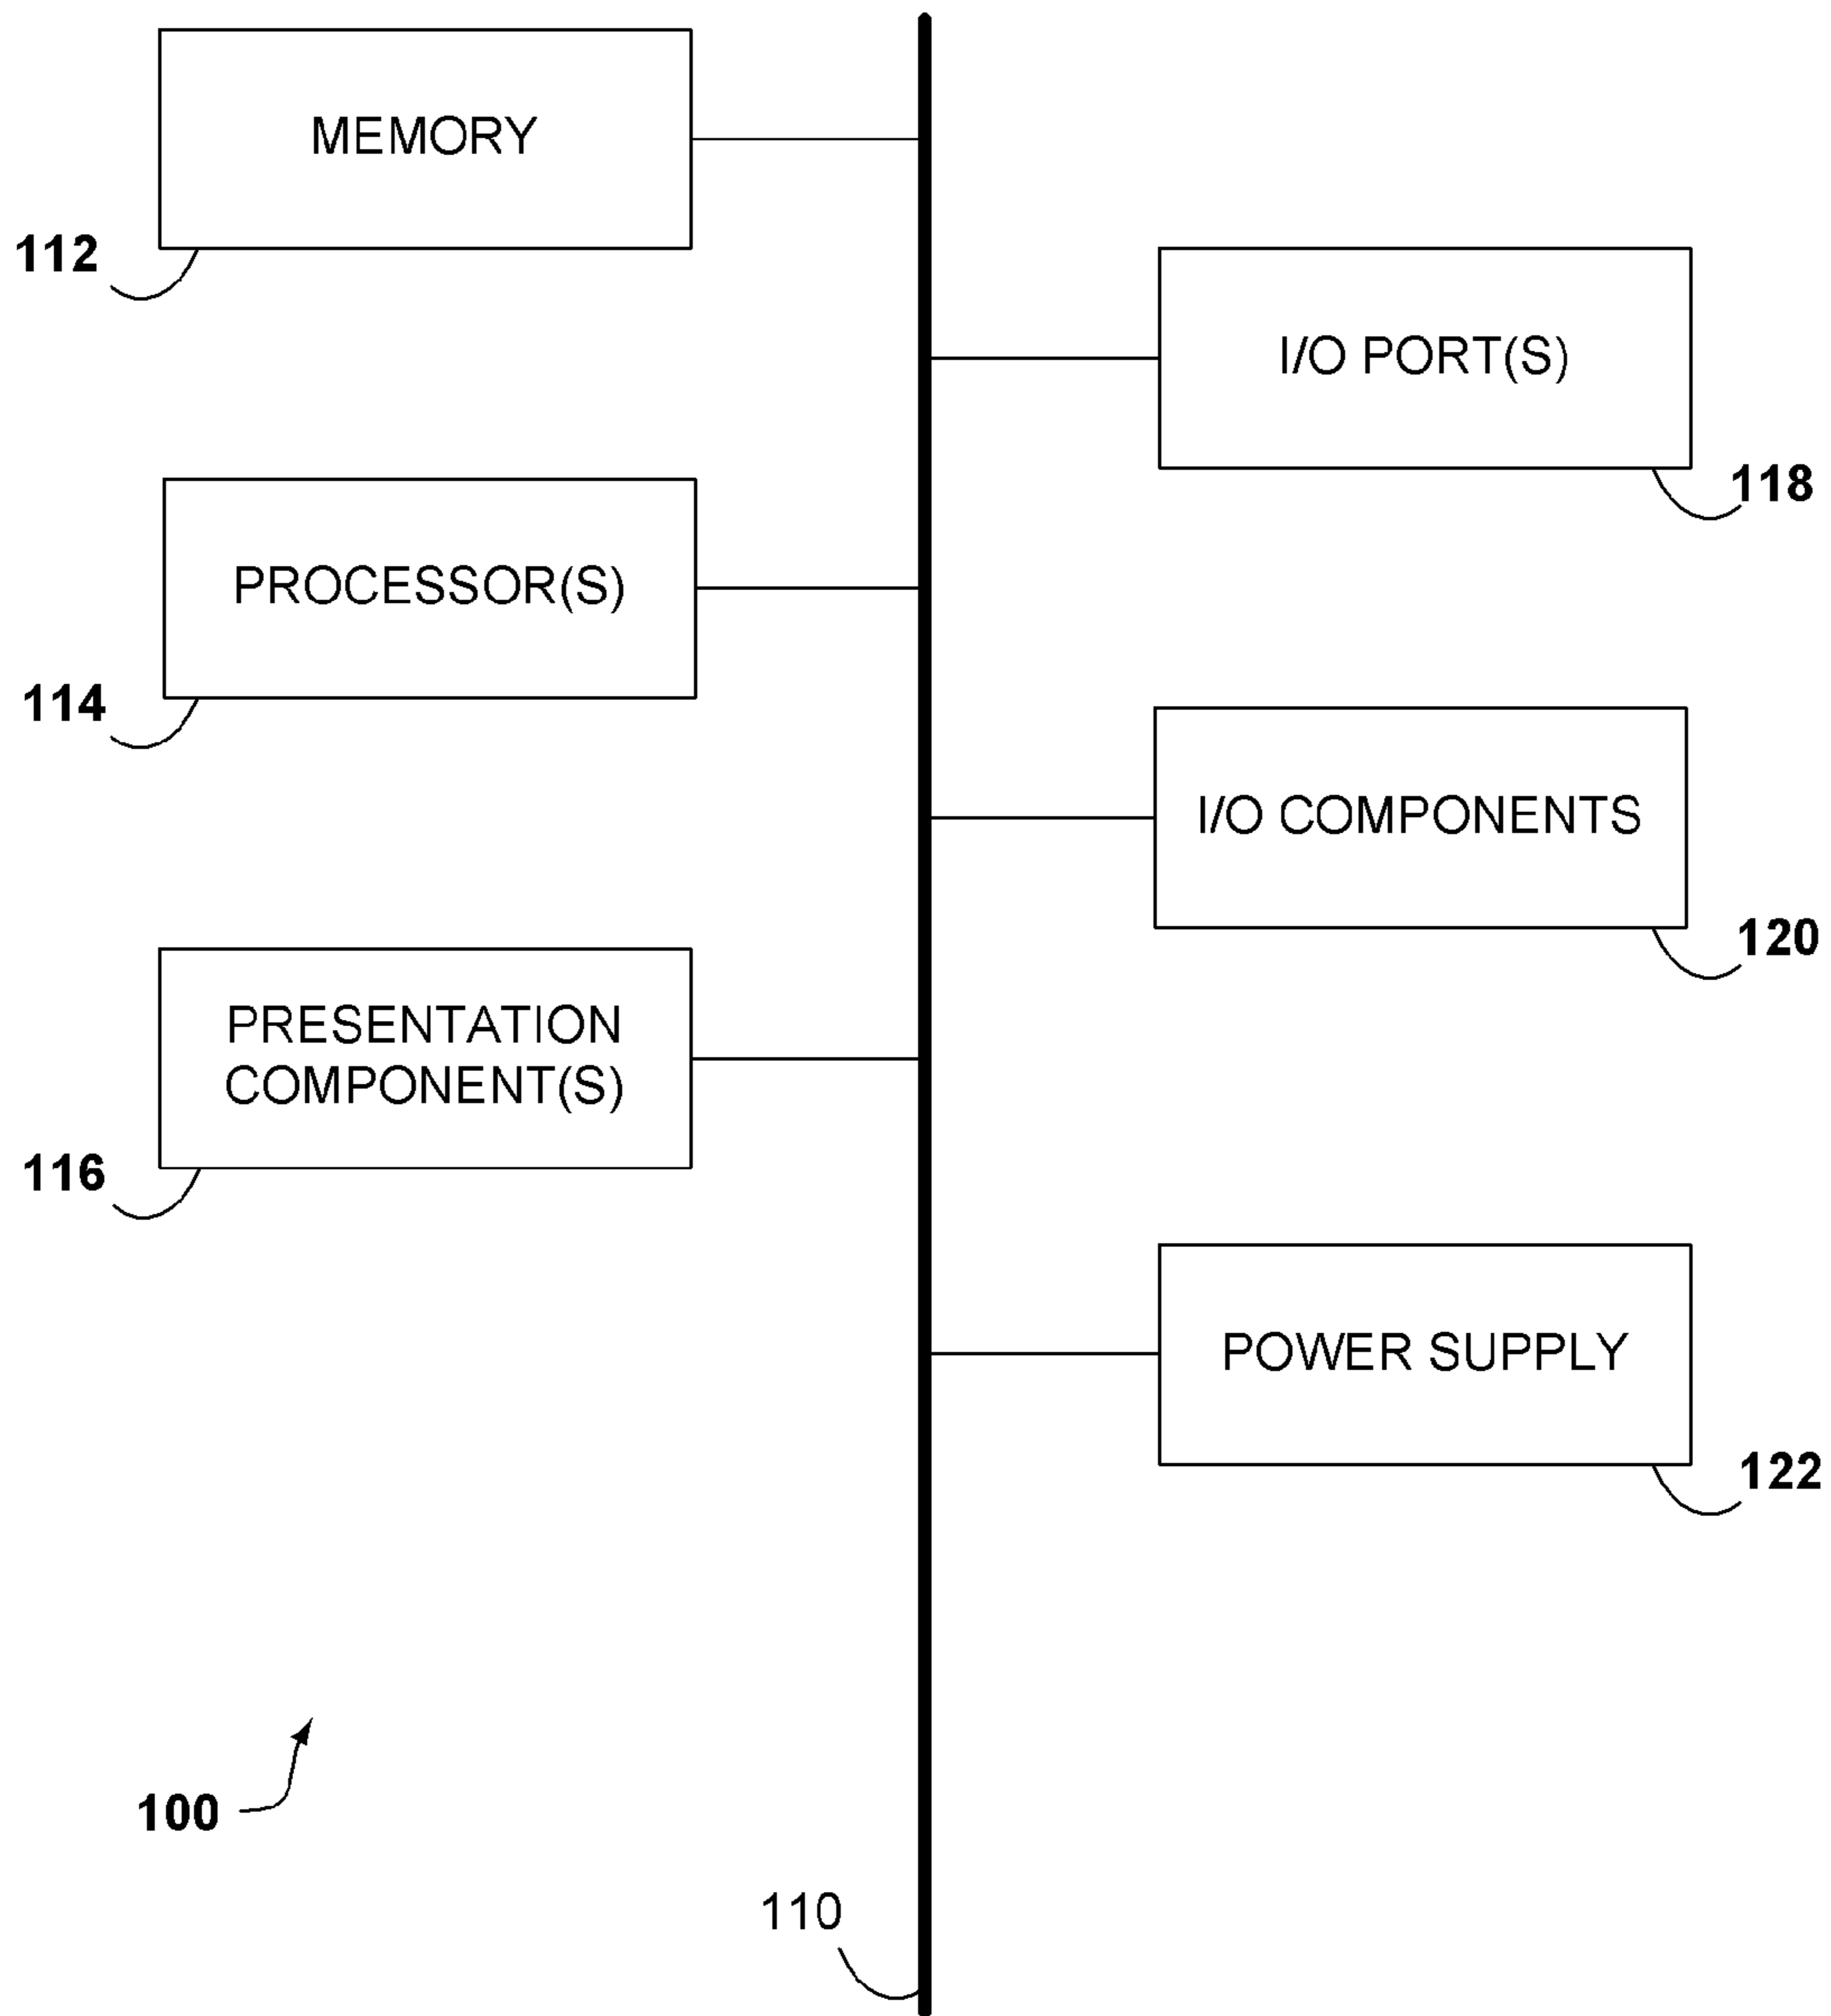 MEMORY
112
I/O PORT(S)
118
PROCESSOR(S)
114
I/O COMPONENTS
120
PRESENTATION
COMPONENT(S)
116
POWER SUPPLY
122
100
110